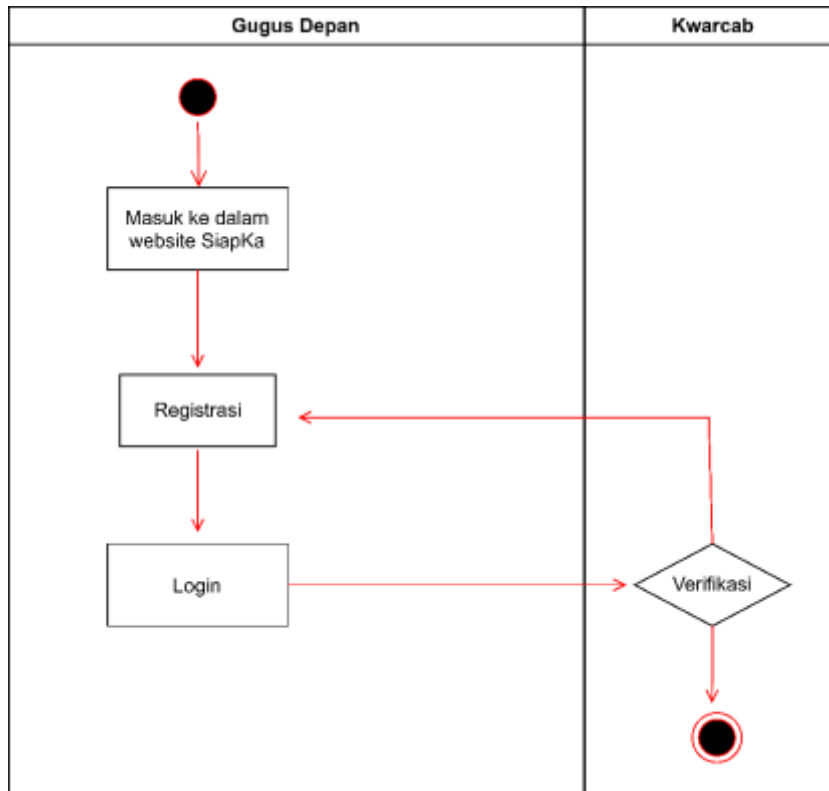 Gugus Depan
Kwarcab
Masuk ke dalam
website SiapKa
Registrasi
Login
Verifikasi